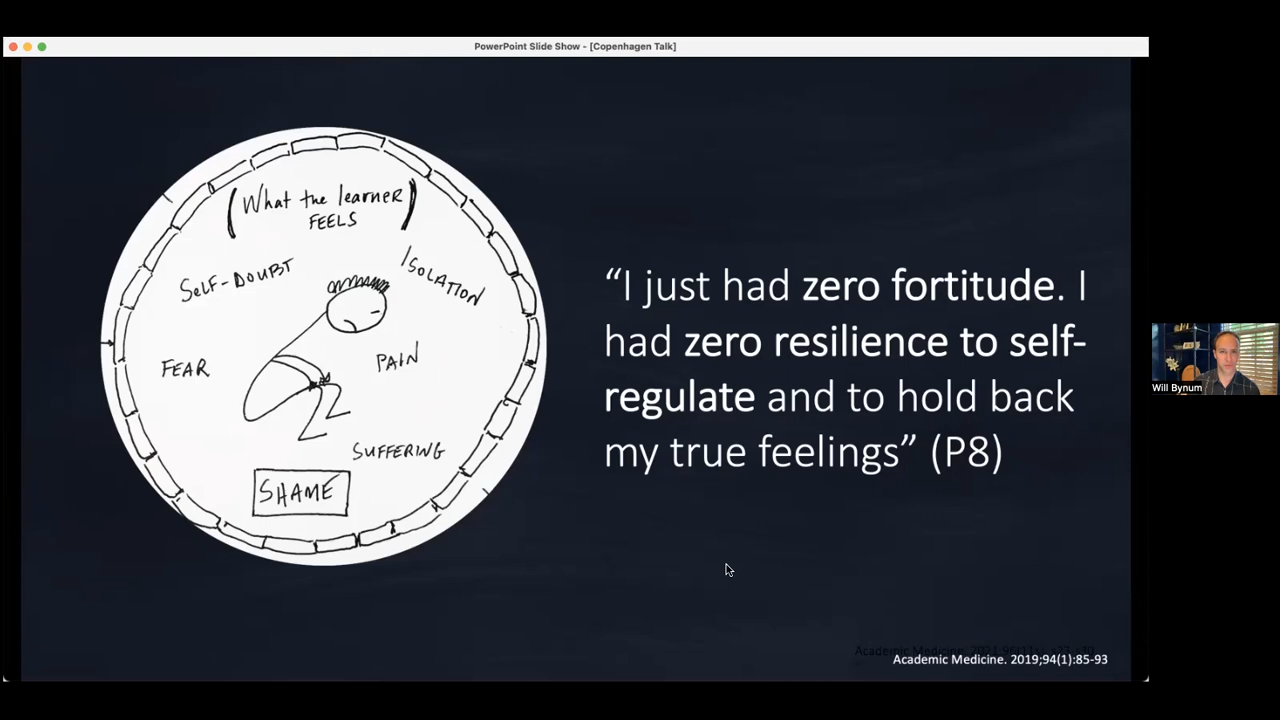 PowerPoint Slide Show - [Copenhagen Talk]
(What the learner
FEELS)
SELF-DOUBT
ISOLATION
FEAR
PAIN
SUFFERING
SHAME
“I just had zero fortitude. I
had zero resilience to self-
regulate and to hold back
my true feelings” (P8)
Will Bynum
Academic Medicine.
Academic Medicine. 2019;94(1):85-93